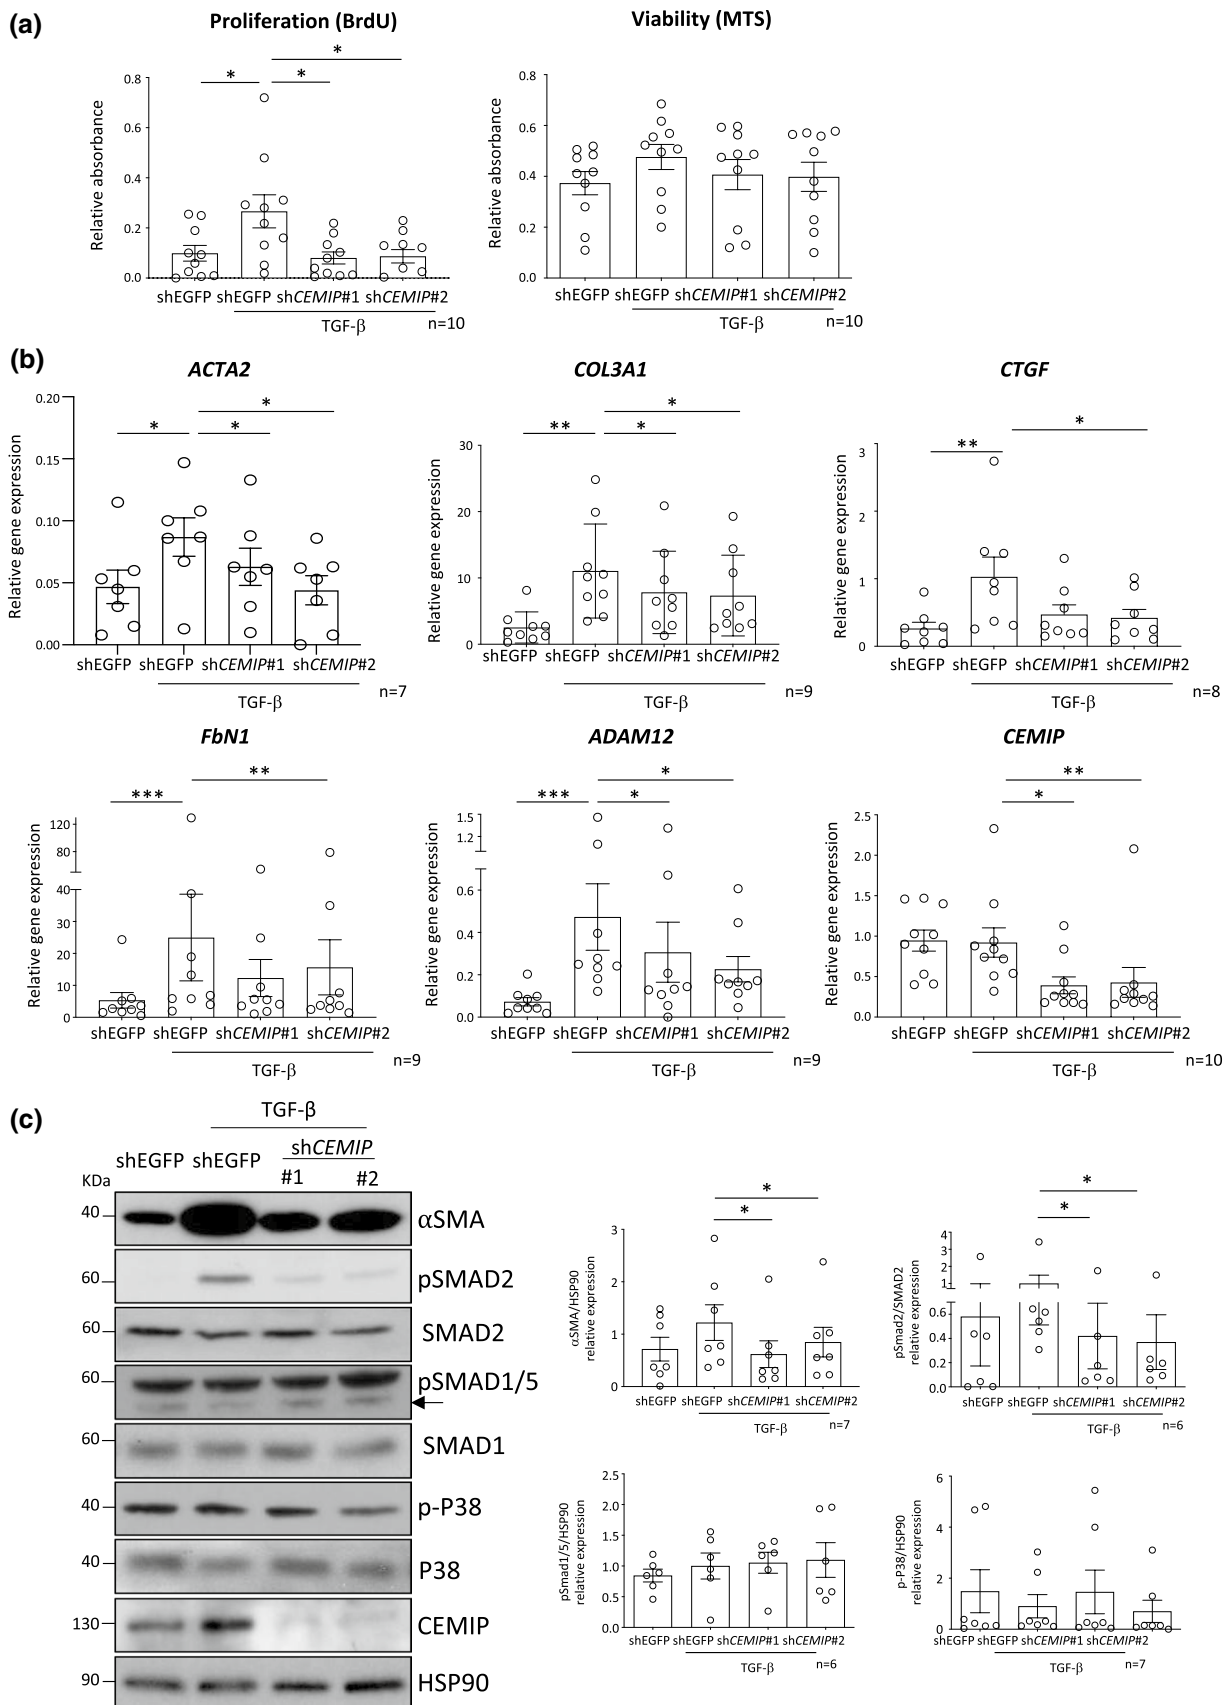 (a)
Proliferation (BrdU)
Viability (MTS)
*
*
*
Relative absorbance
0.8
0.6
0.4
0.2
0.0
shEGFP shEGFP shCEMIP#1 shCEMIP#2
TGF-β
n=10
Relative absorbance
0.8
0.6
0.4
0.2
0.0
shEGFP shEGFP shCEMIP#1 shCEMIP#2
TGF-β
n=10
(b)
ACTA2
COL3A1
CTGF
*
*
*
Relative gene expression
0.20
0.15
0.10
0.05
0.00
shEGFP shEGFP shCEMIP#1 shCEMIP#2
TGF-β
n=7
*
**
*
Relative gene expression
30
20
10
0
shEGFP shEGFP shCEMIP#1 shCEMIP#2
TGF-β
n=9
*
**
Relative gene expression
3
2
1
0
shEGFP shEGFP shCEMIP#1 shCEMIP#2
TGF-β
n=8
FbN1
ADAM12
CEMIP
**
***
Relative gene expression
120
80
40
30
20
10
0
shEGFP shEGFP shCEMIP#1 shCEMIP#2
TGF-β
n=9
*
***
*
Relative gene expression
1.5
1.2
0.6
0.4
0.2
0.0
shEGFP shEGFP shCEMIP#1 shCEMIP#2
TGF-β
n=9
**
*
Relative gene expression
2.5
2.0
1.5
1.0
0.5
0.0
shEGFP shEGFP shCEMIP#1 shCEMIP#2
TGF-β
n=10
(c)
TGF-β
shEGFP shEGFP shCEMIP
#1 #2
KDa
40 αSMA
60 pSMAD2
60 SMAD2
60 pSMAD1/5
60 SMAD1
40 p-P38
40 P38
130 CEMIP
90 HSP90
*
*
αSMA/HSP90
relative expression
3
2
1
0
shEGFP shEGFP shCEMIP#1 shCEMIP#2
TGF-β
n=7
*
*
pSmad2/SMAD2
relative expression
4
3
2
1
0.6
0.4
0.2
0.0
shEGFP shEGFP shCEMIP#1 shCEMIP#2
TGF-β
n=6
pSmad1/5/HSP90
relative expression
2.5
2.0
1.5
1.0
0.5
0.0
shEGFP shEGFP shCEMIP#1 shCEMIP#2
TGF-β
n=6
p-P38/HSP90
relative expression
6
4
2
0
shEGFP shEGFP shCEMIP#1 shCEMIP#2
TGF-β
n=7